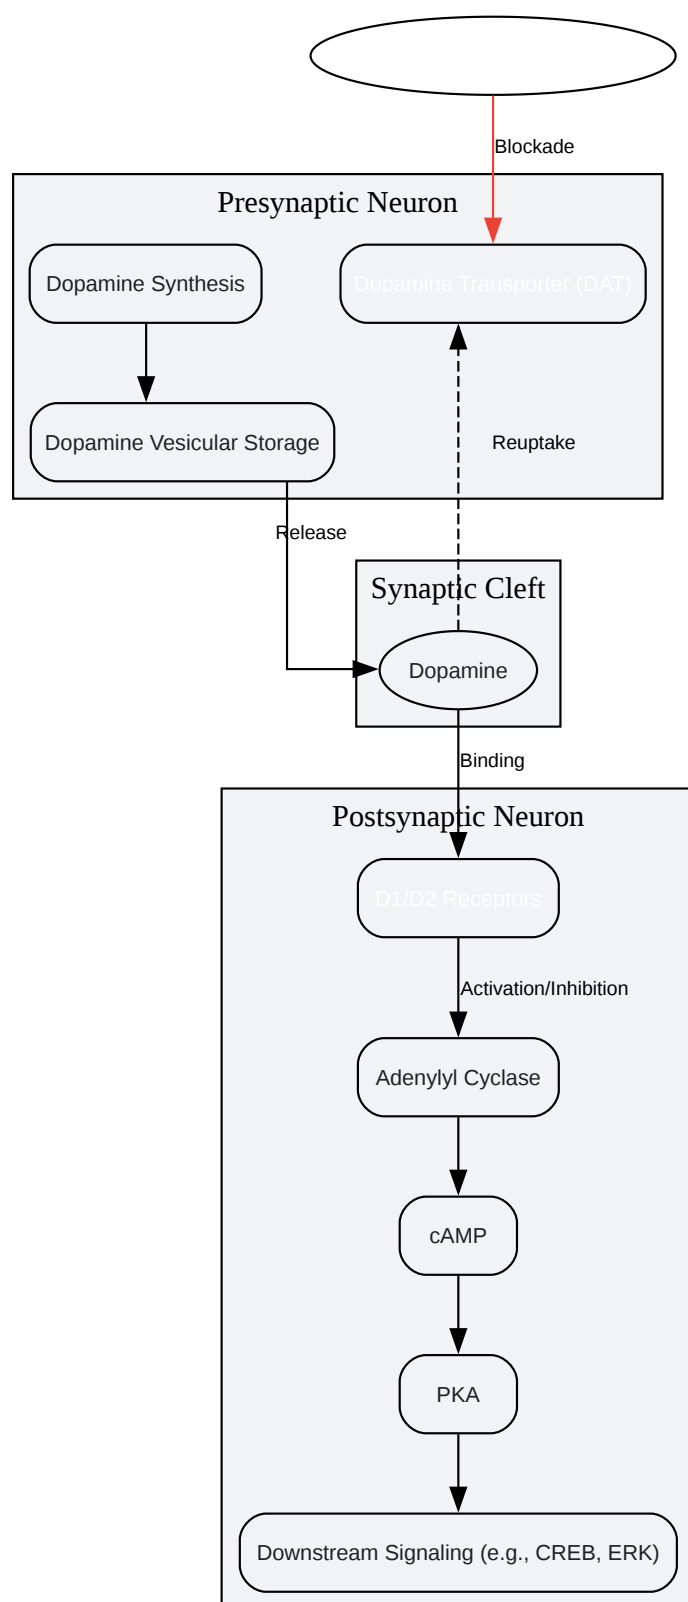 Blockade
Presynaptic Neuron
Dopamine Synthesis
Dopamine Transporter (DAT)
Dopamine Vesicular Storage
Reuptake
Release
Synaptic Cleft
Dopamine
Binding
Postsynaptic Neuron
D1/D2 Receptors
Activation/Inhibition
Adenylyl Cyclase
cAMP
PKA
Downstream Signaling (e.g., CREB, ERK)